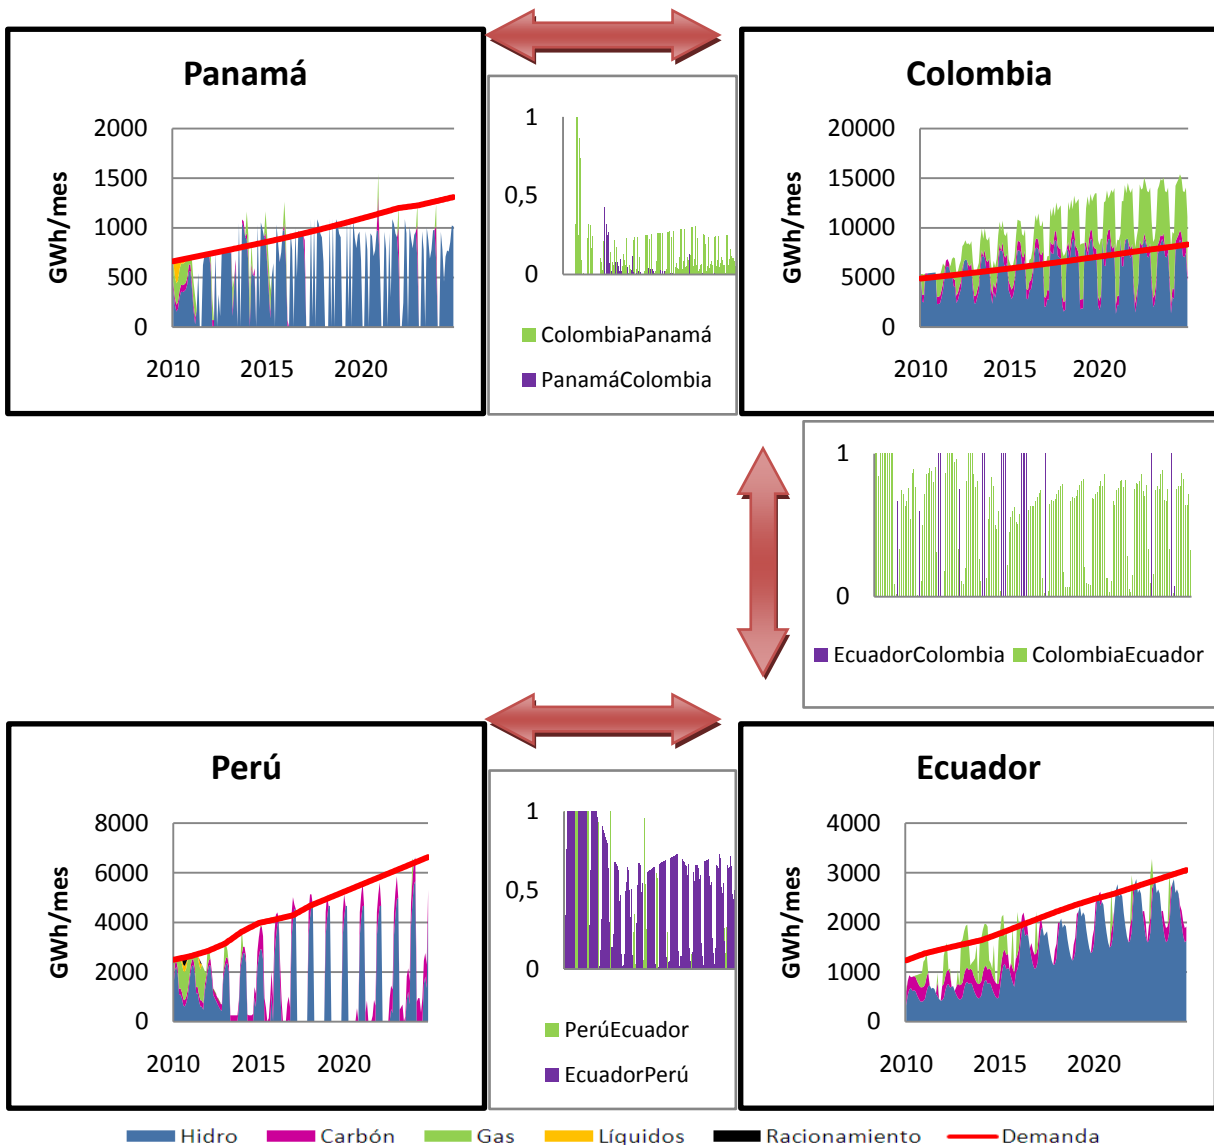 Panamá
GWh/mes
2000
1500
1000
500
0
2010 2015 2020
1
0,5
0
ColombiaPanamá
PanamáColombia
Colombia
GWh/mes
20000
15000
10000
5000
0
2010 2015 2020
1
0
EcuadorColombia ColombiaEcuador
Perú
GWh/mes
8000
6000
4000
2000
0
2010 2015 2020
1
0,5
0
PerúEcuador
EcuadorPerú
Ecuador
GWh/mes
4000
3000
2000
1000
0
2010 2015 2020
Hidro Carbón Gas Líquidos Racionamiento Demanda